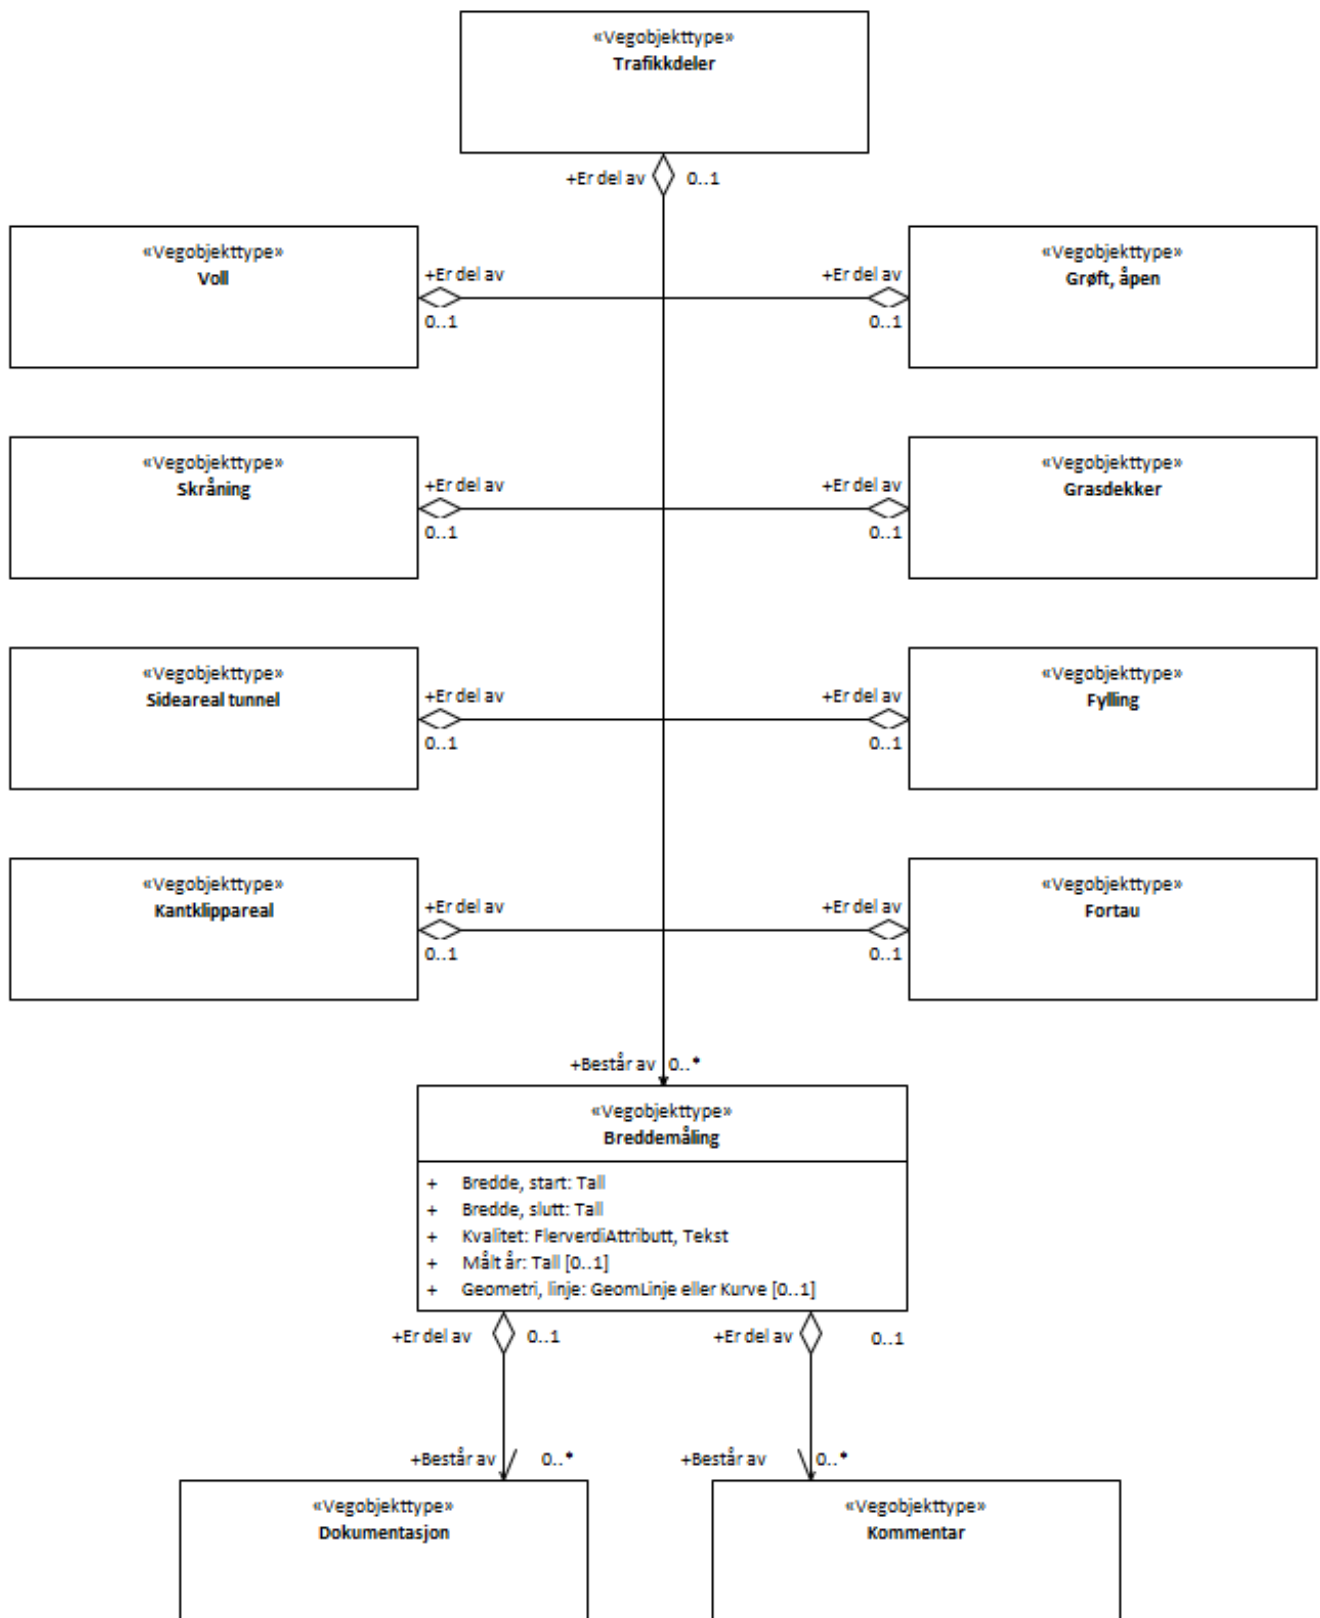 «Vegobjekttype»
Trafikkdeler
+Er del av 0..1
«Vegobjekttype»
Voll
+Er del av
0..1
«Vegobjekttype»
Grøft, åpen
+Er del av
0..1
«Vegobjekttype»
Skråning
+Er del av
0..1
«Vegobjekttype»
Grasdekker
+Er del av
0..1
«Vegobjekttype»
Sideareal tunnel
+Er del av
0..1
«Vegobjekttype»
Fylling
+Er del av
0..1
«Vegobjekttype»
Kantklippareal
+Er del av
0..1
«Vegobjekttype»
Fortau
+Er del av
0..1
+Består av 0..*
«Vegobjekttype»
Breddemåling
+ Bredde, start: Tall
+ Bredde, slutt: Tall
+ Kvalitet: FlerverdiAttributt, Tekst
+ Målt år: Tall [0..1]
+ Geometri, linje: GeomLinje eller Kurve [0..1]
+Er del av 0..1
+Er del av 0..1
+Består av 0..*
+Består av 0..*
«Vegobjekttype»
Dokumentasjon
«Vegobjekttype»
Kommentar